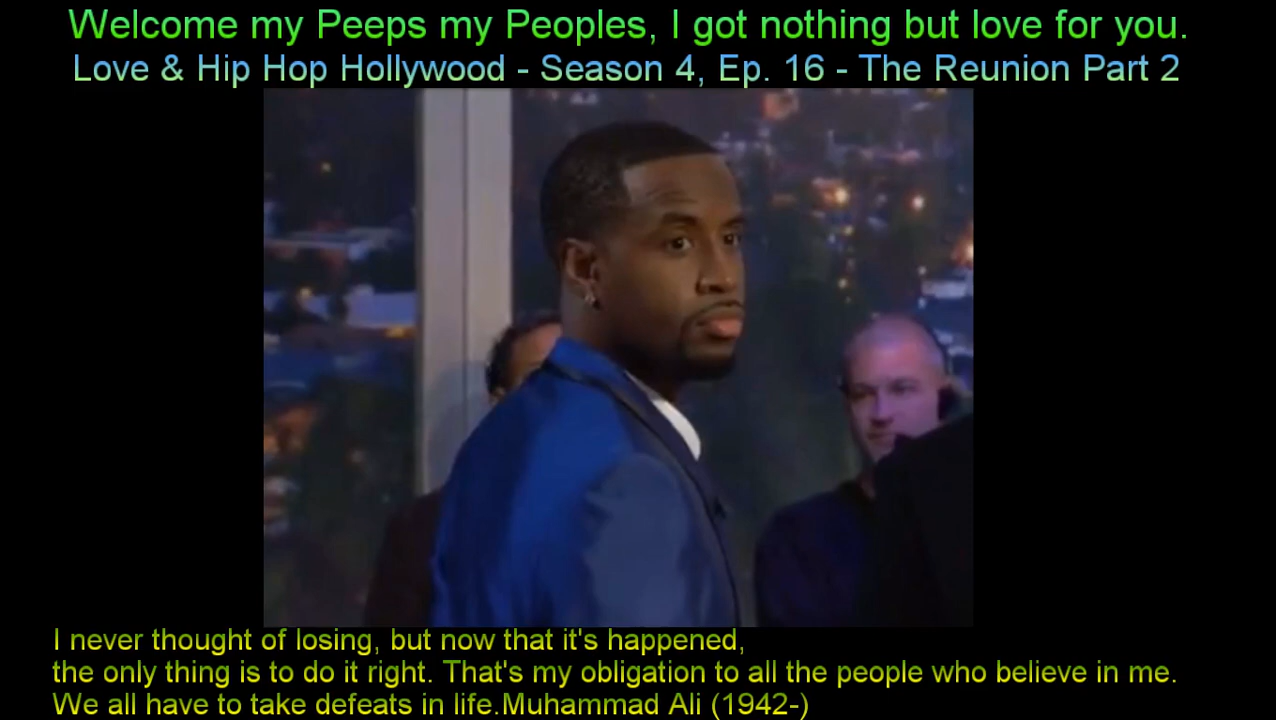 Welcome my Peeps my Peoples, I got nothing but love for you.
Love & Hip Hop Hollywood - Season 4, Ep. 16 - The Reunion Part 2
I never thought of losing, but now that it's happened,
the only thing is to do it right. That's my obligation to all the people who believe in me.
We all have to take defeats in life.Muhammad Ali (1942-)